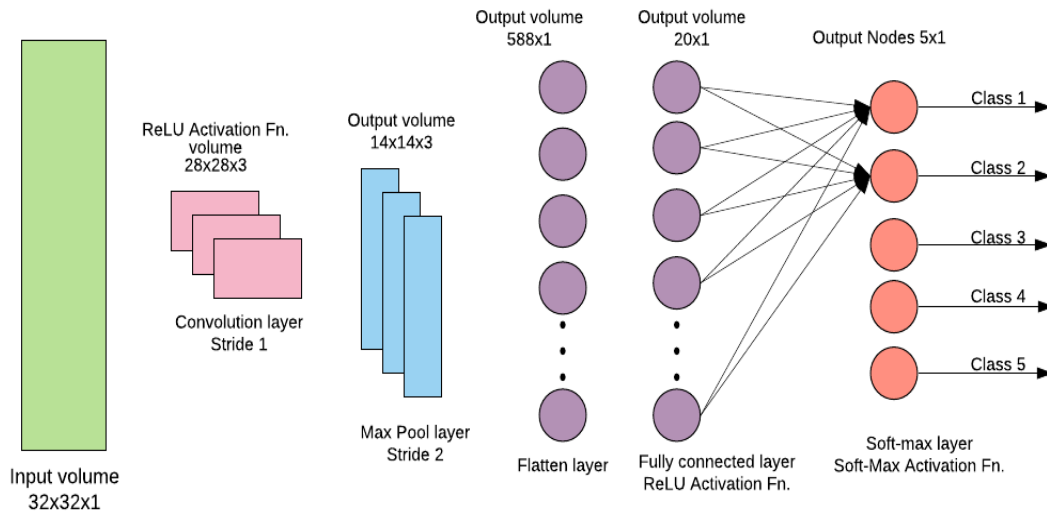 Input volume
32x32x1
ReLU Activation Fn.
volume
28x28x3
Convolution layer
Stride 1
Output volume
14x14x3
Max Pool layer
Stride 2
Output volume
588x1
Flatten layer
Output volume
20x1
Fully connected layer
ReLU Activation Fn.
Output Nodes 5x1
Class 1
Class 2
Class 3
Class 4
Class 5
Soft-max layer
Soft-Max Activation Fn.